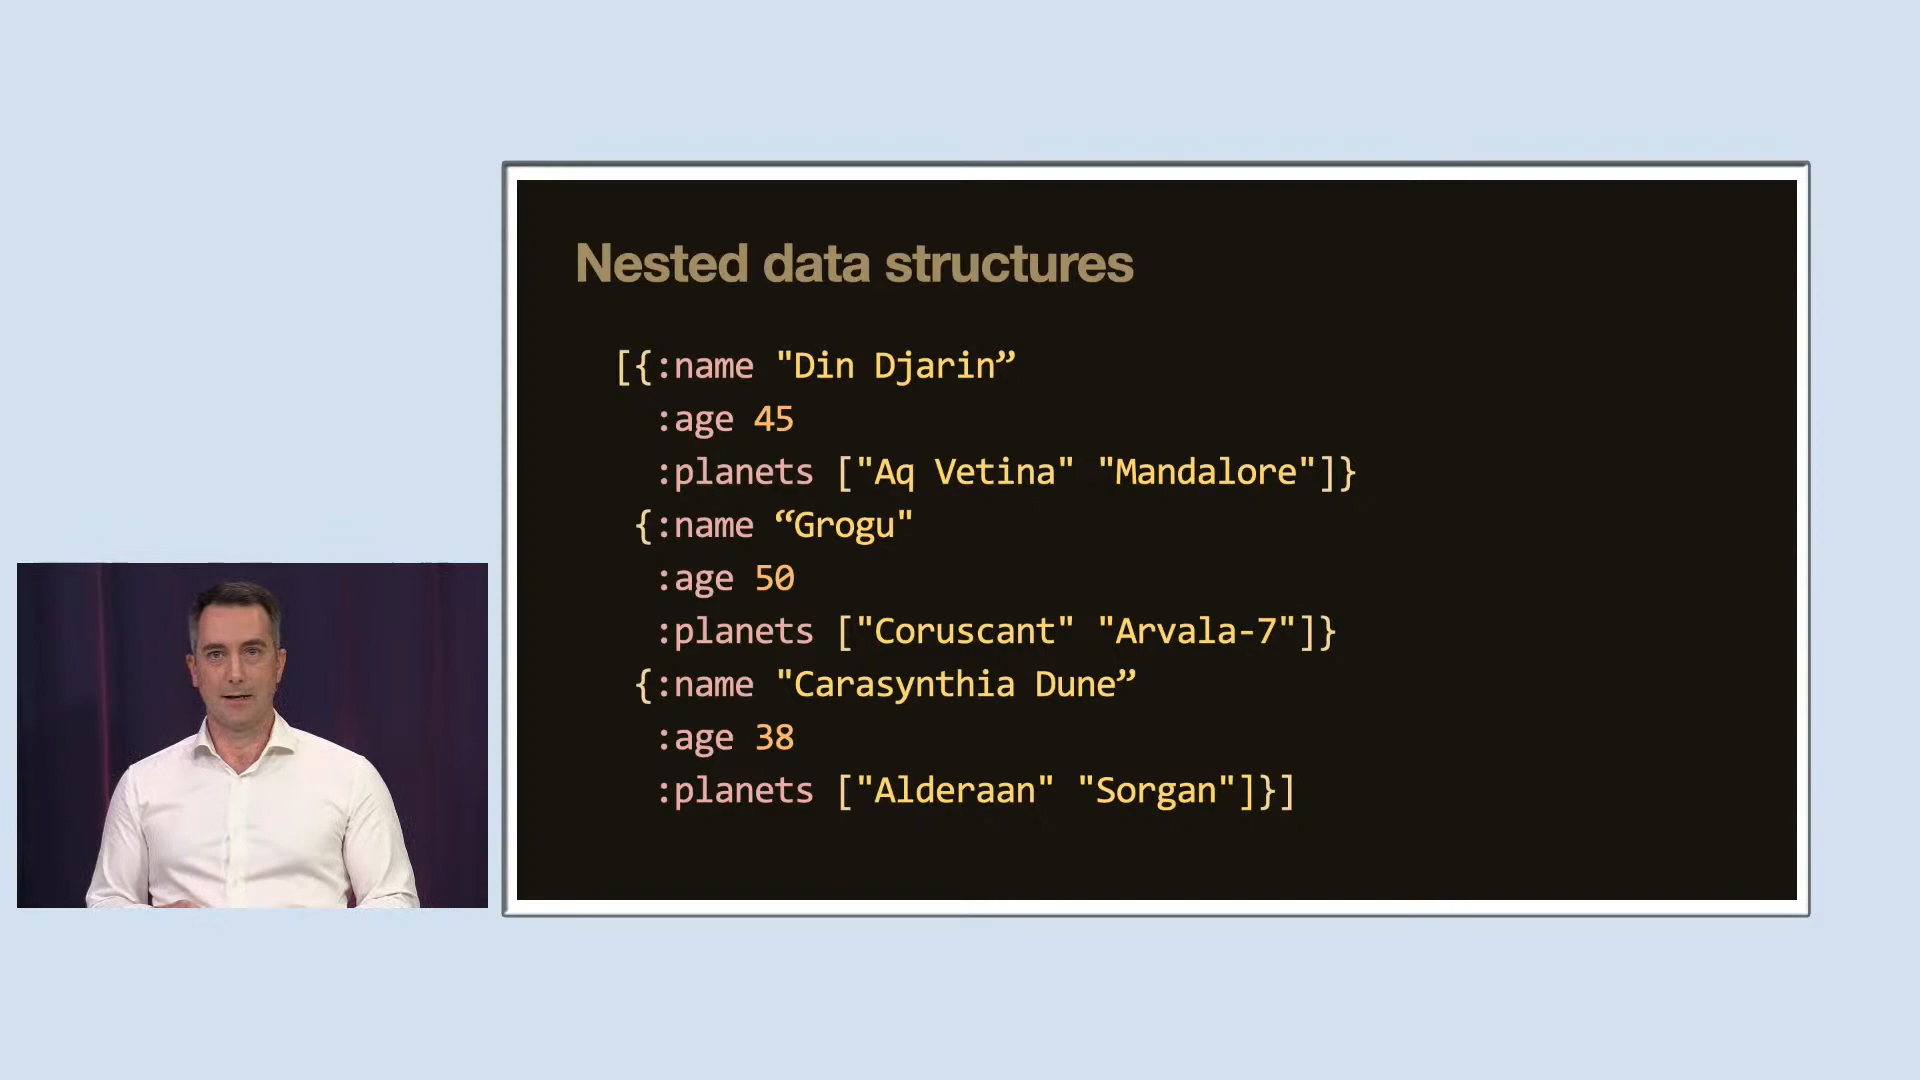 Nested data structures
[{:name "Din Djarin”
:age 45
:planets ["Aq Vetina" "Mandalore"]}
{:name “Grogu"
:age 50
:planets ["Coruscant" "Arvala-7"]}
{:name "Carasynthia Dune”
:age 38
:planets ["Alderaan" "Sorgan"]}]